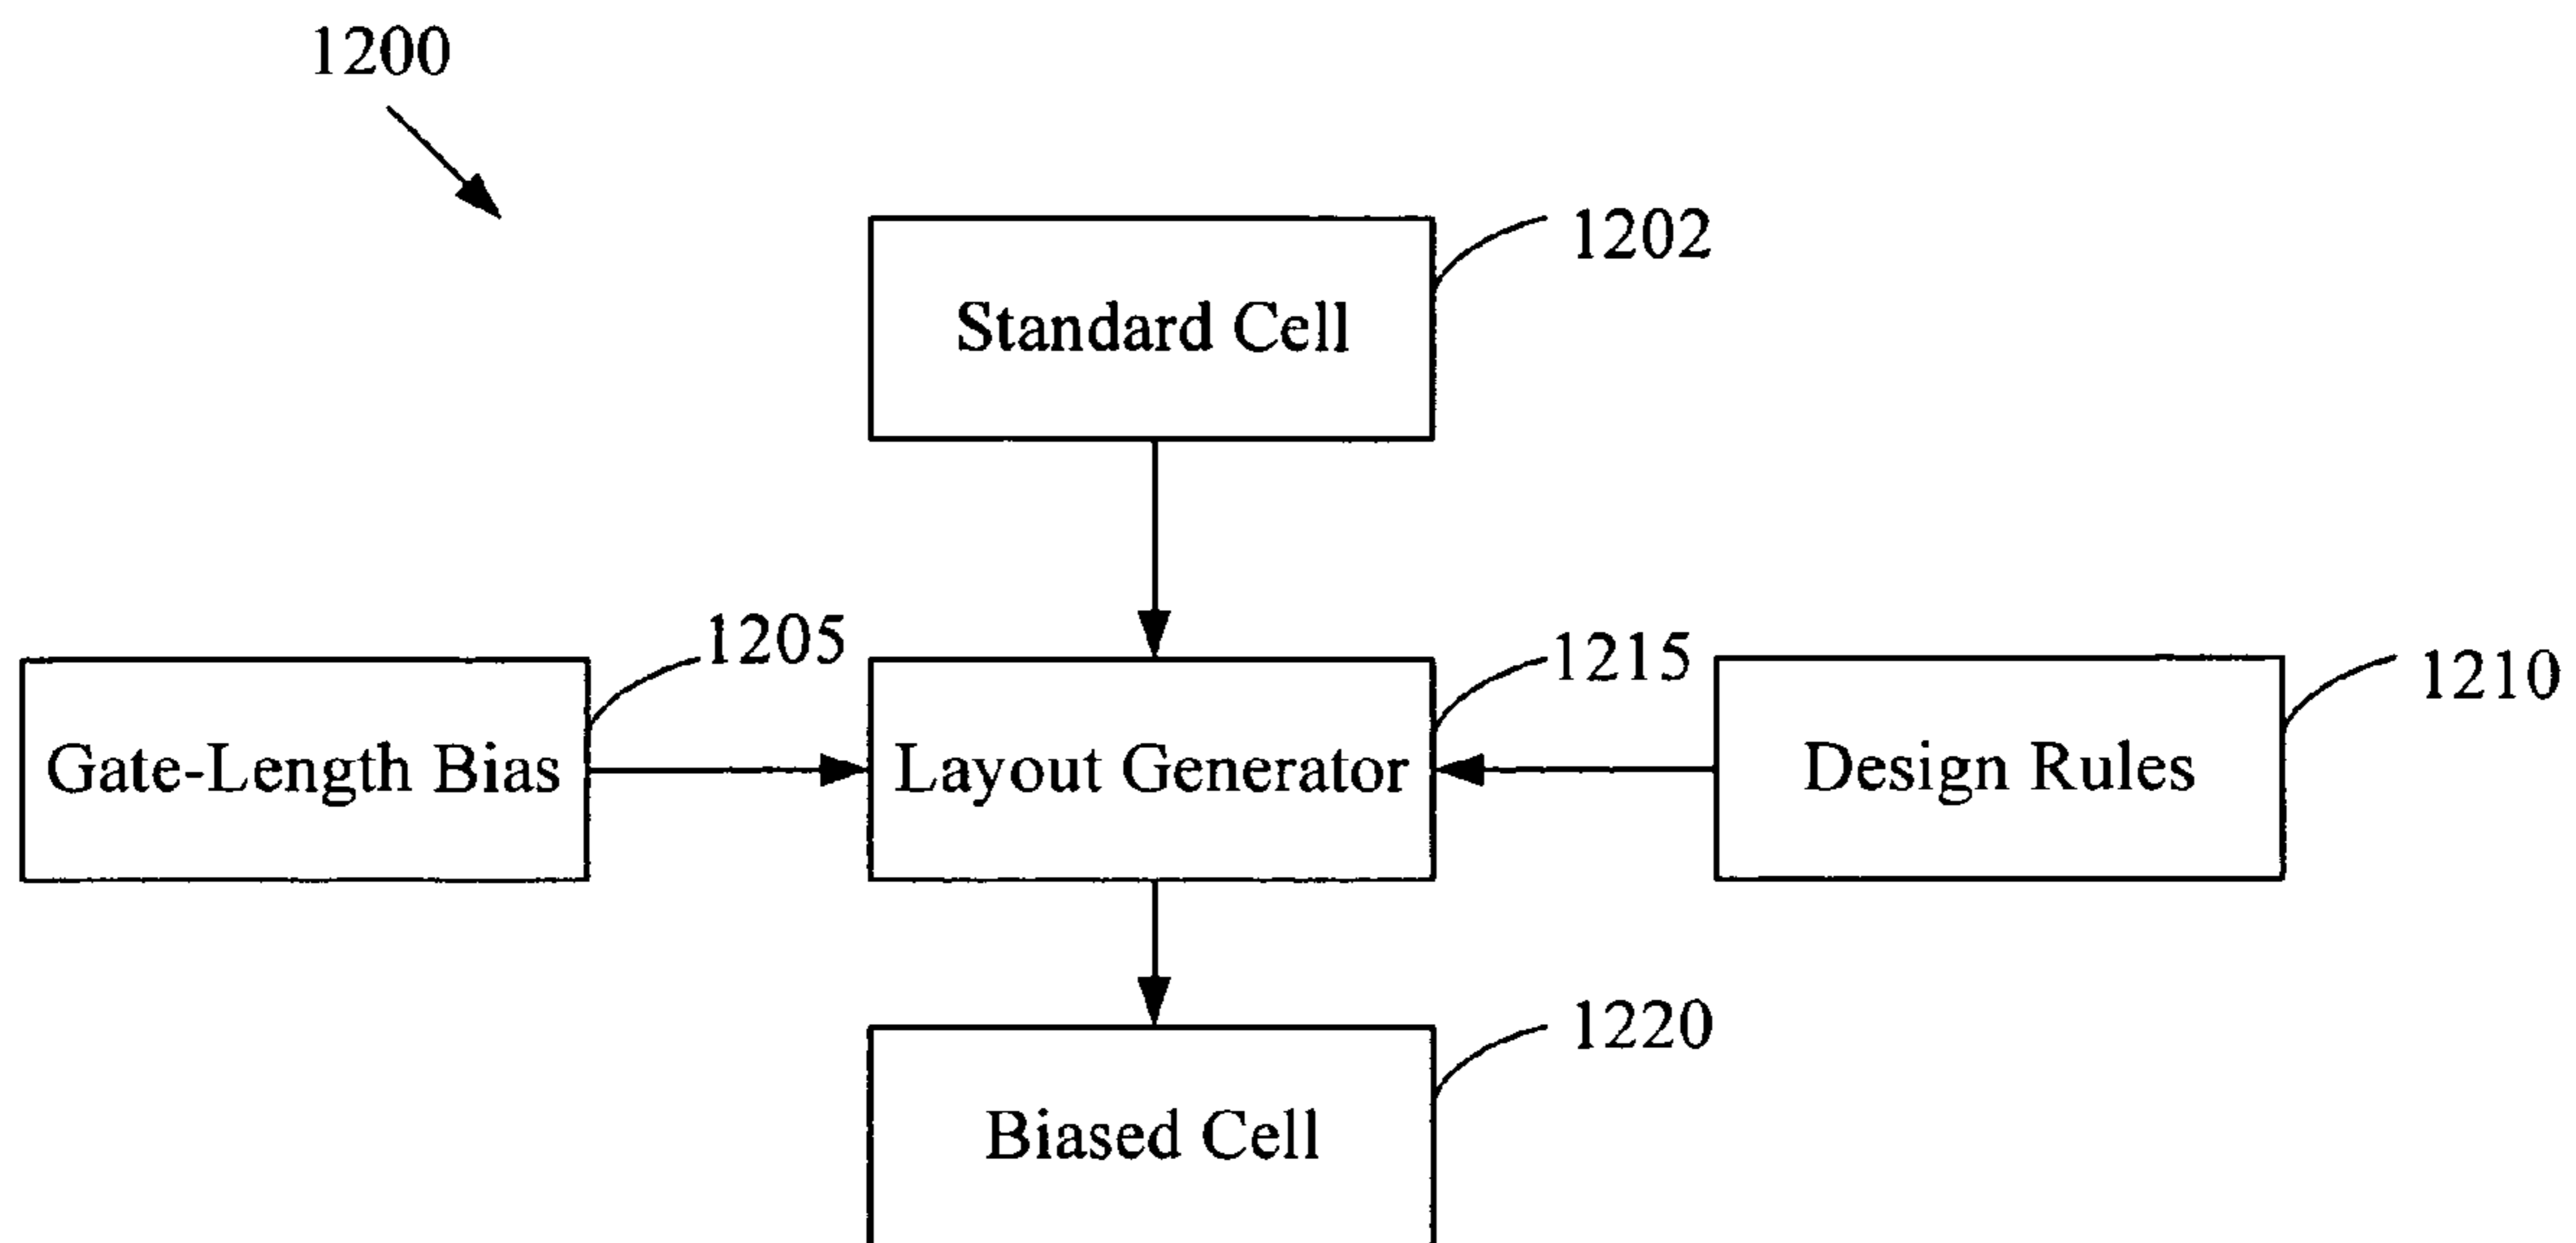 1200
1202
Standard Cell
1205
1215
1210
Gate-Length Bias
Layout Generator
Design Rules
1220
Biased Cell